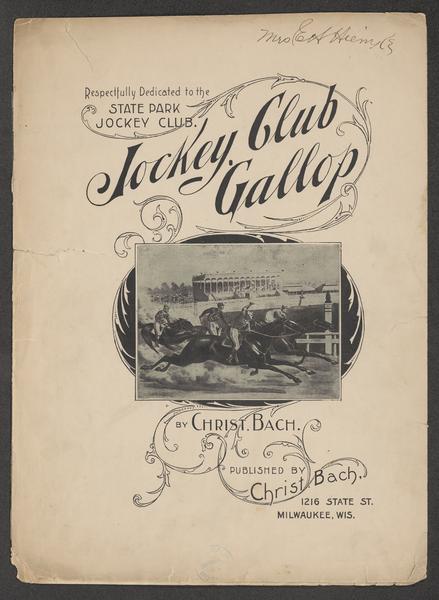 Mrs E H
Respectfully Dedicated to the
STATE PARK
JOCKEY CLUB.
Jockey Club
Gallop
BY CHRIST. BACH.
PUBLISHED BY
Christ. Bach.
1216 STATE ST.
MILWAUKEE, WIS.